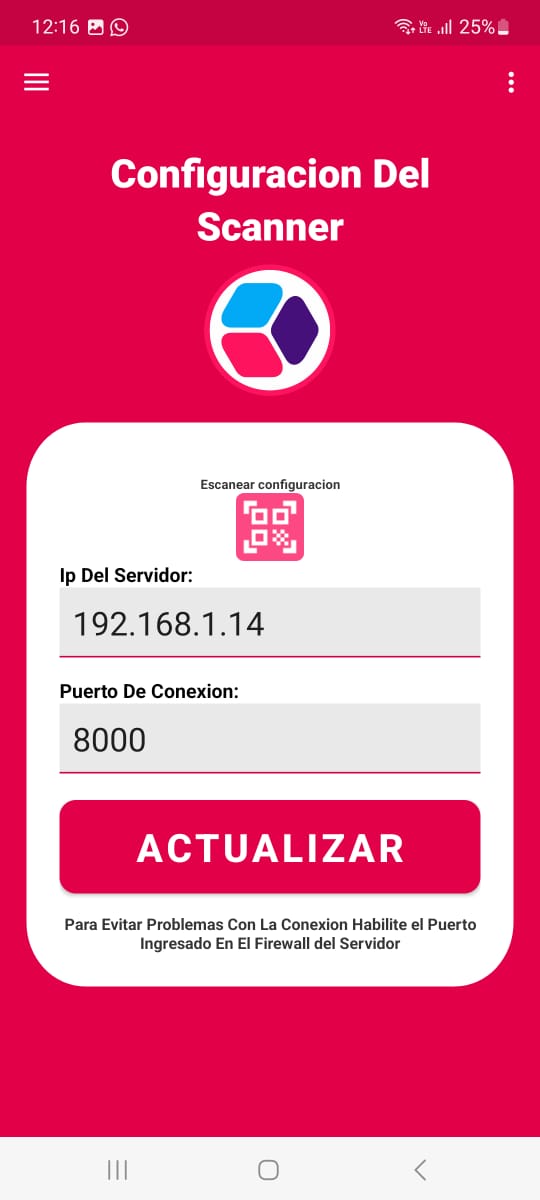 12:16 Vo LTE 25%
Configuracion Del
Scanner
Escanear configuracion
Ip Del Servidor:
192.168.1.14
Puerto De Conexion:
8000
ACTUALIZAR
Para Evitar Problemas Con La Conexion Habilite el Puerto
Ingresado En El Firewall del Servidor